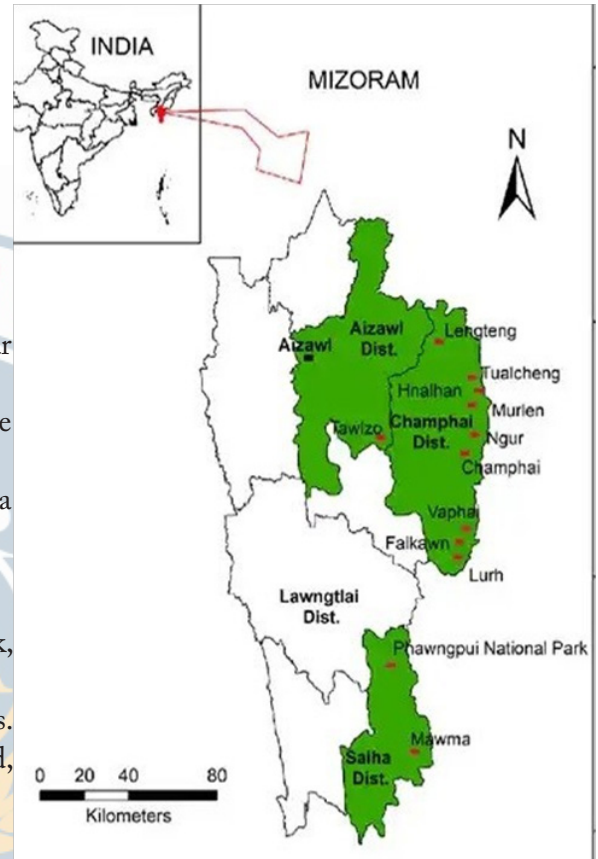 INDIA
MIZORAM
N
Lengteng
Aizawl
Aizawl
Dist.
Tualcheng
Hnalhan
Murlen
Tawizo
Champhai
Dist.
Ngur
Champhai
Vaphai
Falkawn
Lurh
Lawngtlai
Dist.
Phawngpui National Park
Mawma
Saiha
Dist.
0 20 40 80
Kilometers